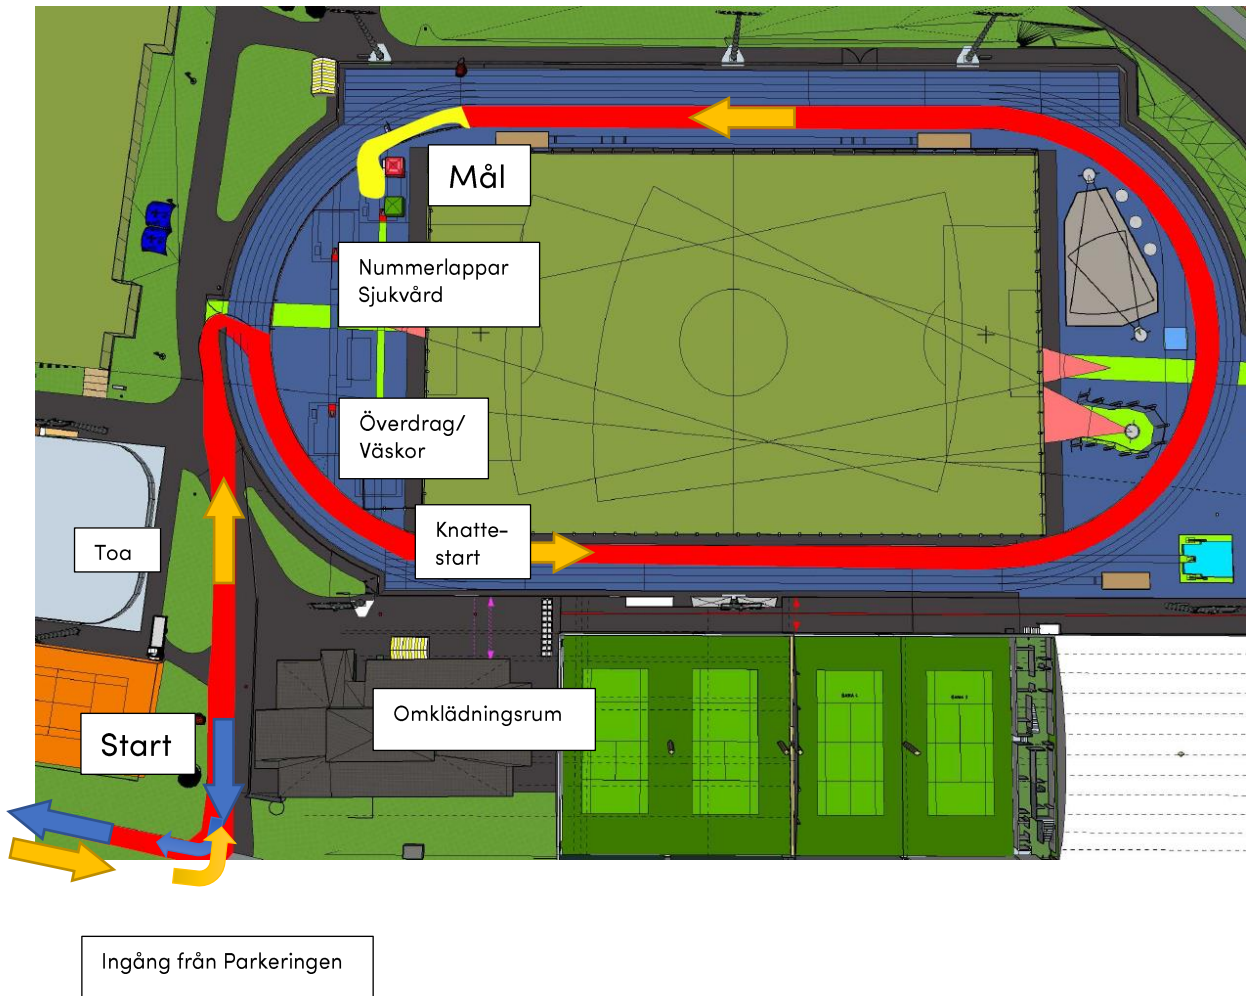 Mål
Nummerlappar
Sjukvård
Överdrag/
Väskor
Knatte-
start
Toa
Omklädningsrum
Start
Ingång från Parkeringen